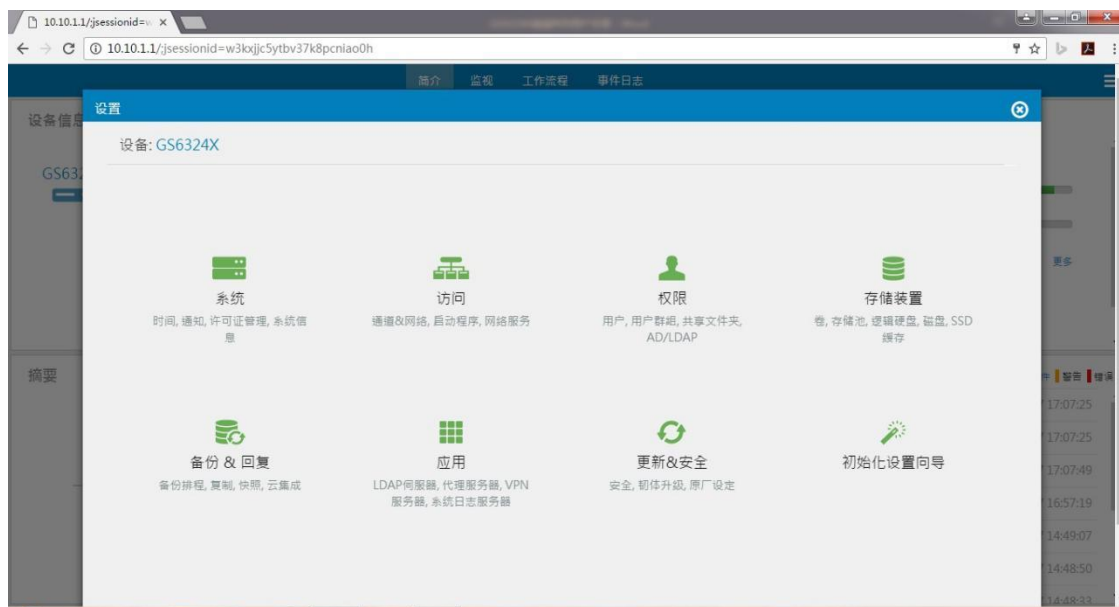 10.10.1.1/;jsessionid=w
10.10.1.1/;jsessionid=w3kxjjc5ytbv37k8pcniao0h
简介 监视 工作流程 事件日志
设置
设备信息
设备: GS6324X
GS632
更多
系统
时间, 通知, 许可证管理, 系统信
息
访问
通道&网络, 启动程序, 网络服务
权限
用户, 用户群组, 共享文件夹,
AD/LDAP
存储装置
卷, 存储池, 逻辑硬盘, 磁盘, SSD
缓存
摘要
件 警告 错误
17:07:25
17:07:25
17:07:49
16:57:19
14:49:07
14:48:50
14:48:33
备份 & 回复
备份排程, 复制, 快照, 云集成
应用
LDAP伺服器, 代理服务器, VPN
服务器, 系统日志服务器
更新&安全
安全, 韧体升级, 原厂设定
初始化设置向导